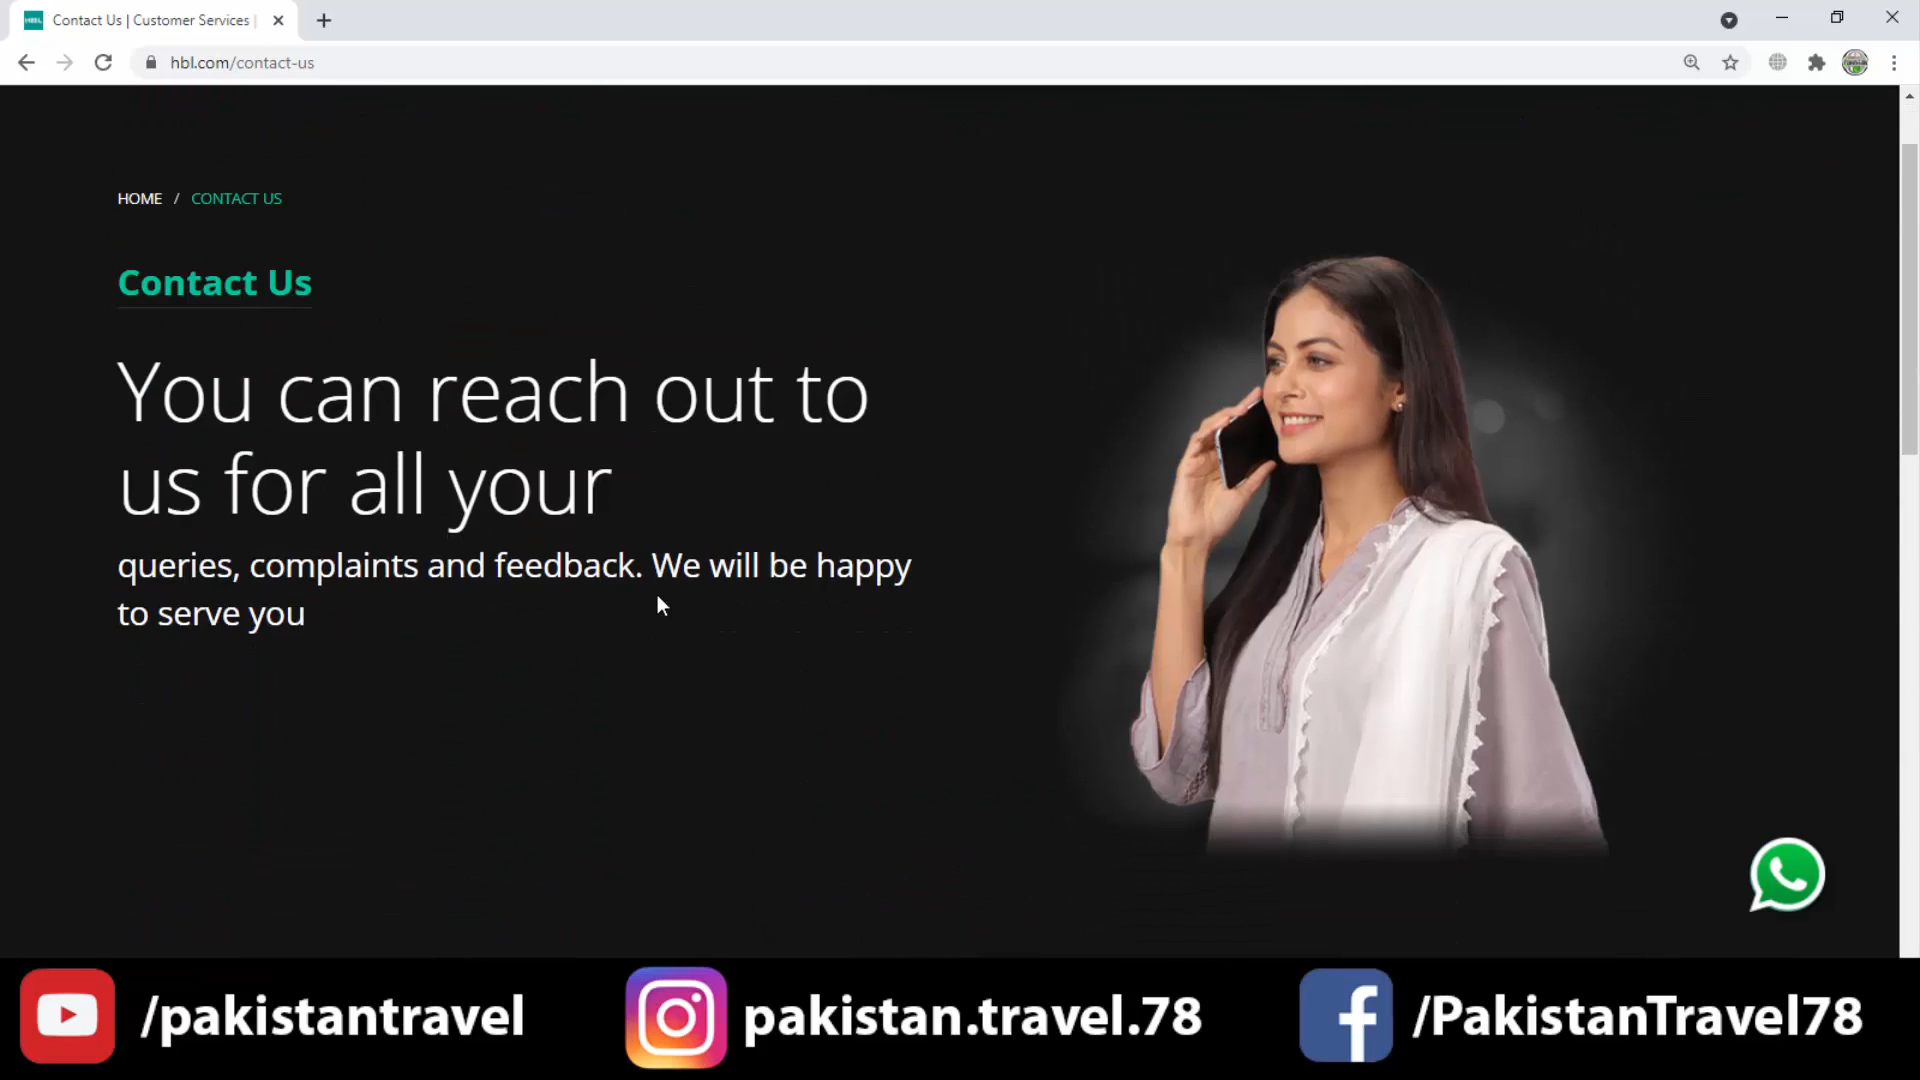 HBL
Contact Us | Customer Services |
hbl.com/contact-us
HOME / CONTACT US
Contact Us
You can reach out to
us for all your
queries, complaints and feedback. We will be happy
to serve you
/pakistantravel
pakistan.travel.78
/PakistanTravel78